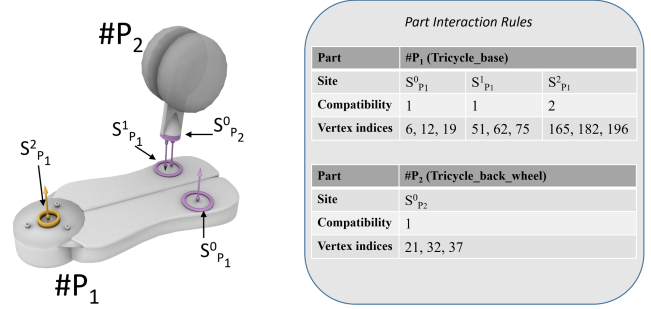 #P2
S1P1
S0P2
S2P1
S0P1
#P1
Part Interaction Rules
Part #P1 (Tricycle_base)
Site S0P1 S1P1 S2P1
Compatibility 1 1 2
Vertex indices 6, 12, 19 51, 62, 75 165, 182, 196
Part #P2 (Tricycle_back_wheel)
Site S0P2
Compatibility 1
Vertex indices 21, 32, 37